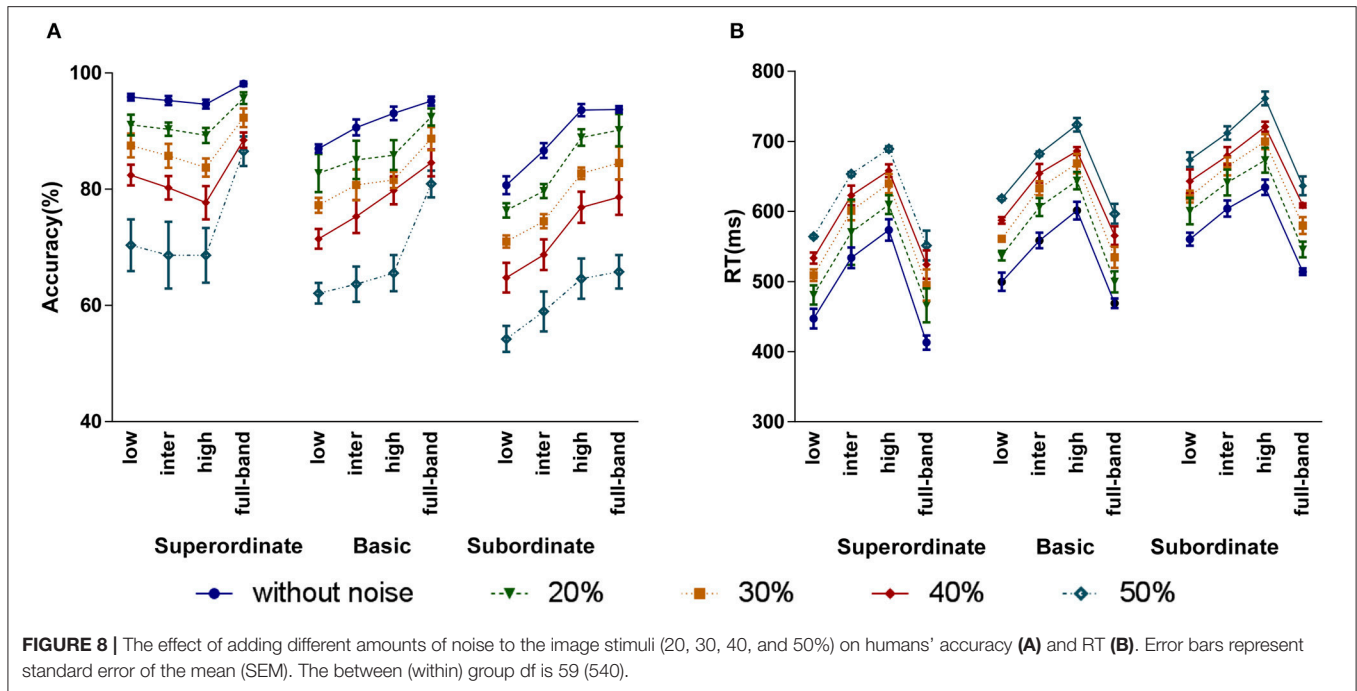 A
B
Accuracy(%)
100
80
60
40
low
inter
high
full-band
low
inter
high
full-band
low
inter
high
full-band
Superordinate Basic Subordinate
RT(ms)
800
700
600
500
400
300
low
inter
high
full-band
low
inter
high
full-band
low
inter
high
full-band
Superordinate Basic Subordinate
without noise 20% 30% 40% 50%
FIGURE 8 | The effect of adding different amounts of noise to the image stimuli (20, 30, 40, and 50%) on humans’ accuracy (A) and RT (B). Error bars represent
standard error of the mean (SEM). The between (within) group df is 59 (540).